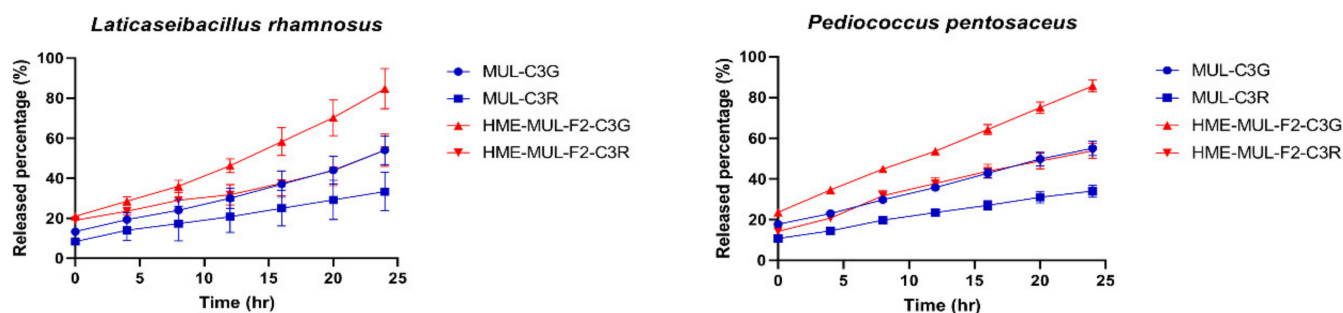 Laticaseibacillus rhamnosus
Released percentage (%)
100
80
60
40
20
0
0 5 10 15 20 25
Time (hr)
MUL-C3G
MUL-C3R
HME-MUL-F2-C3G
HME-MUL-F2-C3R
Pediococcus pentosaceus
Released percentage (%)
100
80
60
40
20
0
0 5 10 15 20 25
Time (hr)
MUL-C3G
MUL-C3R
HME-MUL-F2-C3G
HME-MUL-F2-C3R